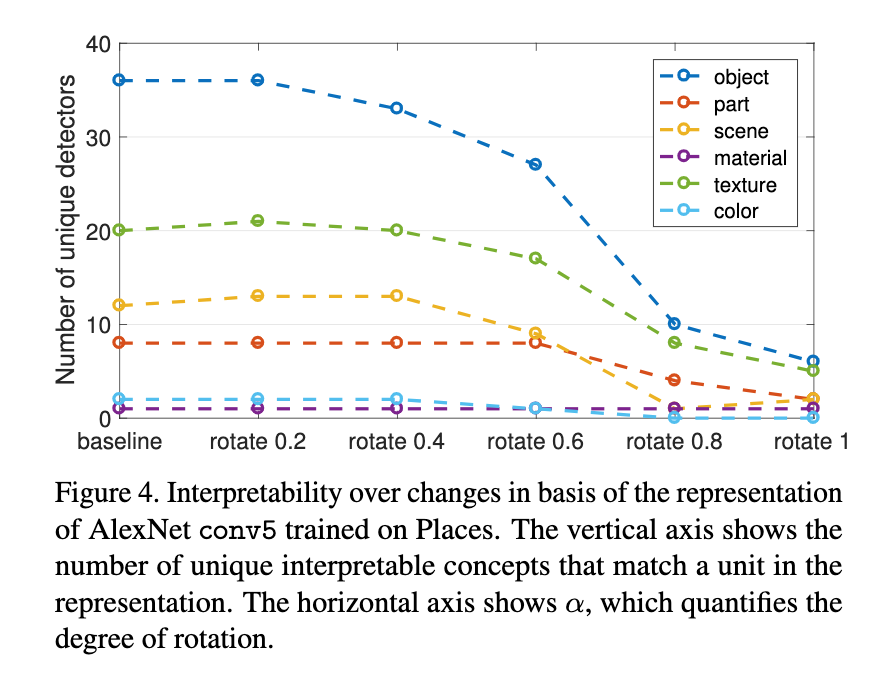 40
30
20
10
0
Number of unique detectors
object
part
scene
material
texture
color
baseline rotate 0.2 rotate 0.4 rotate 0.6 rotate 0.8 rotate 1
Figure 4. Interpretability over changes in basis of the representation
of AlexNet conv5 trained on Places. The vertical axis shows the
number of unique interpretable concepts that match a unit in the
representation. The horizontal axis shows α, which quantifies the
degree of rotation.